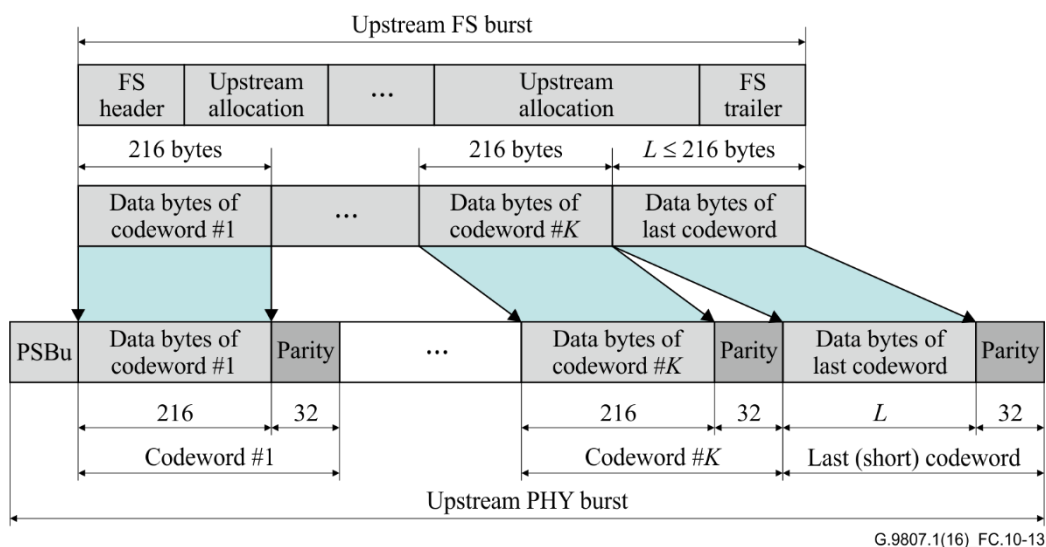 Upstream FS burst
FS header
Upstream allocation
...
Upstream allocation
FS trailer
216 bytes
216 bytes
L ≤ 216 bytes
Data bytes of codeword #1
...
Data bytes of codeword #K
Data bytes of last codeword
PSBu
Data bytes of codeword #1
Parity
...
Data bytes of codeword #K
Parity
Data bytes of last codeword
Parity
216
32
216
32
L
32
Codeword #1
Codeword #K
Last (short) codeword
Upstream PHY burst
G.9807.1(16)_FC.10-13